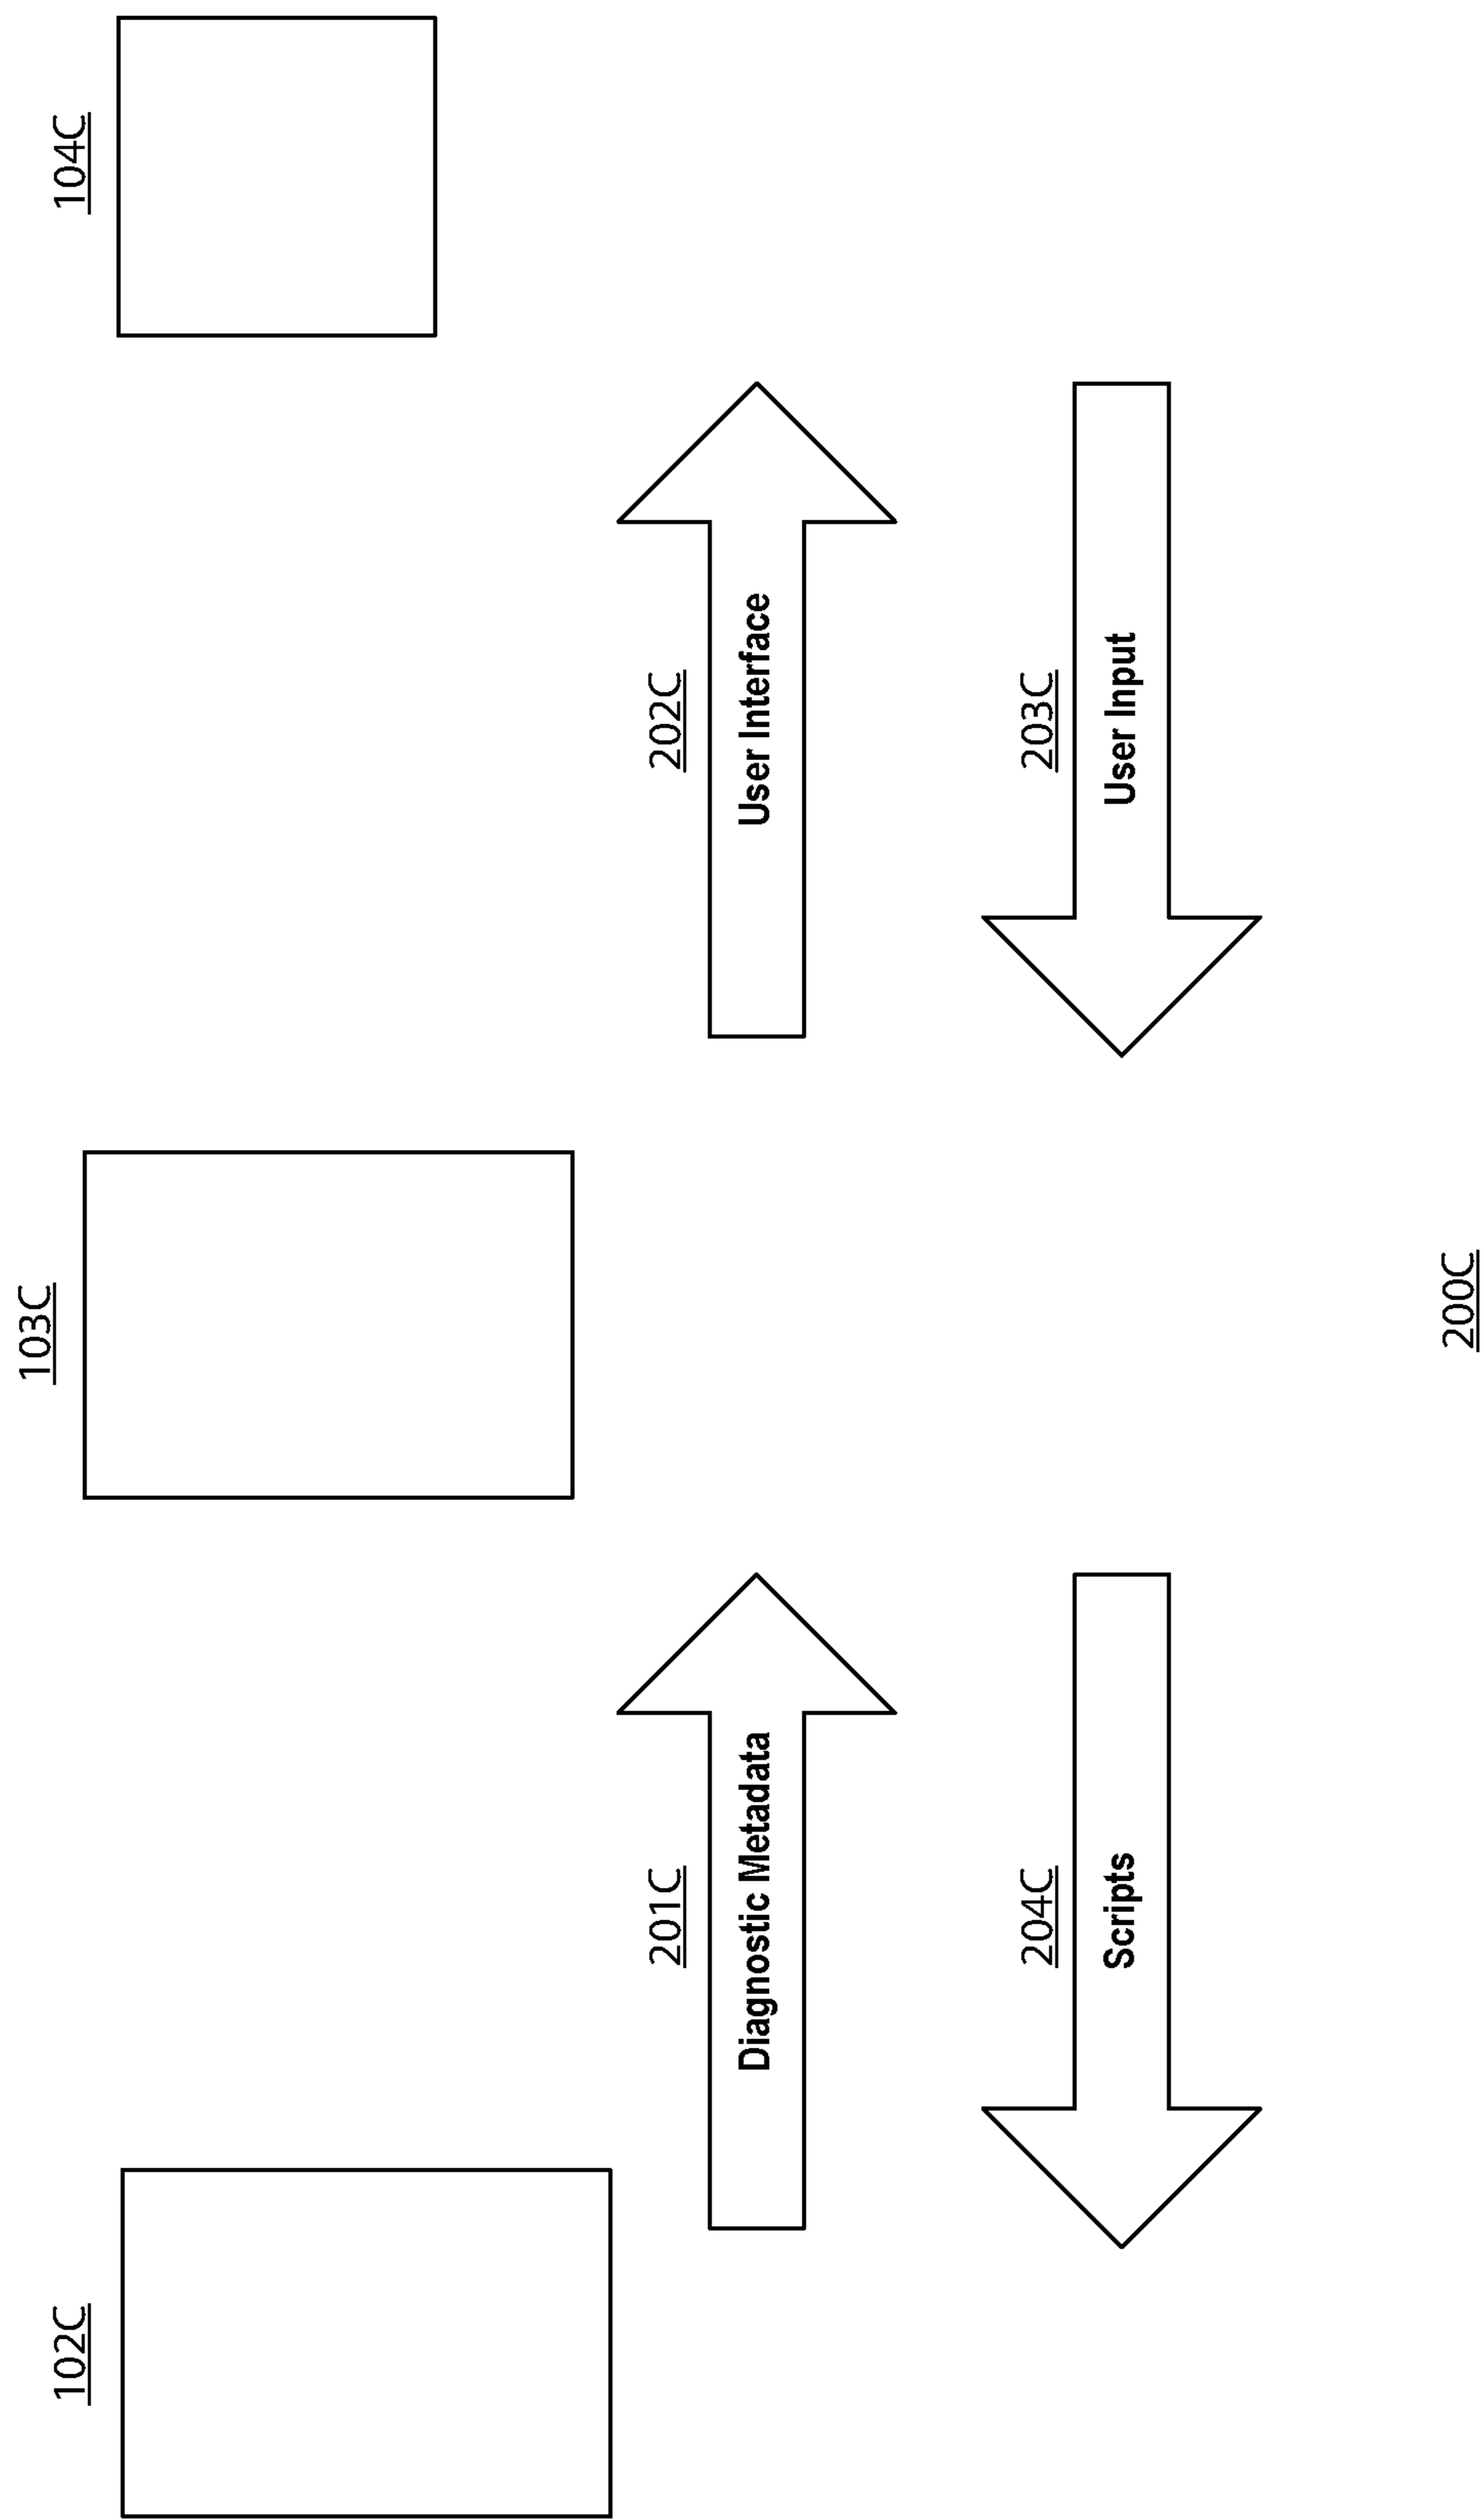 102C
103C
104C
201C
Diagnostic Metadata
202C
User Interface
204C
Scripts
203C
User Input
200C